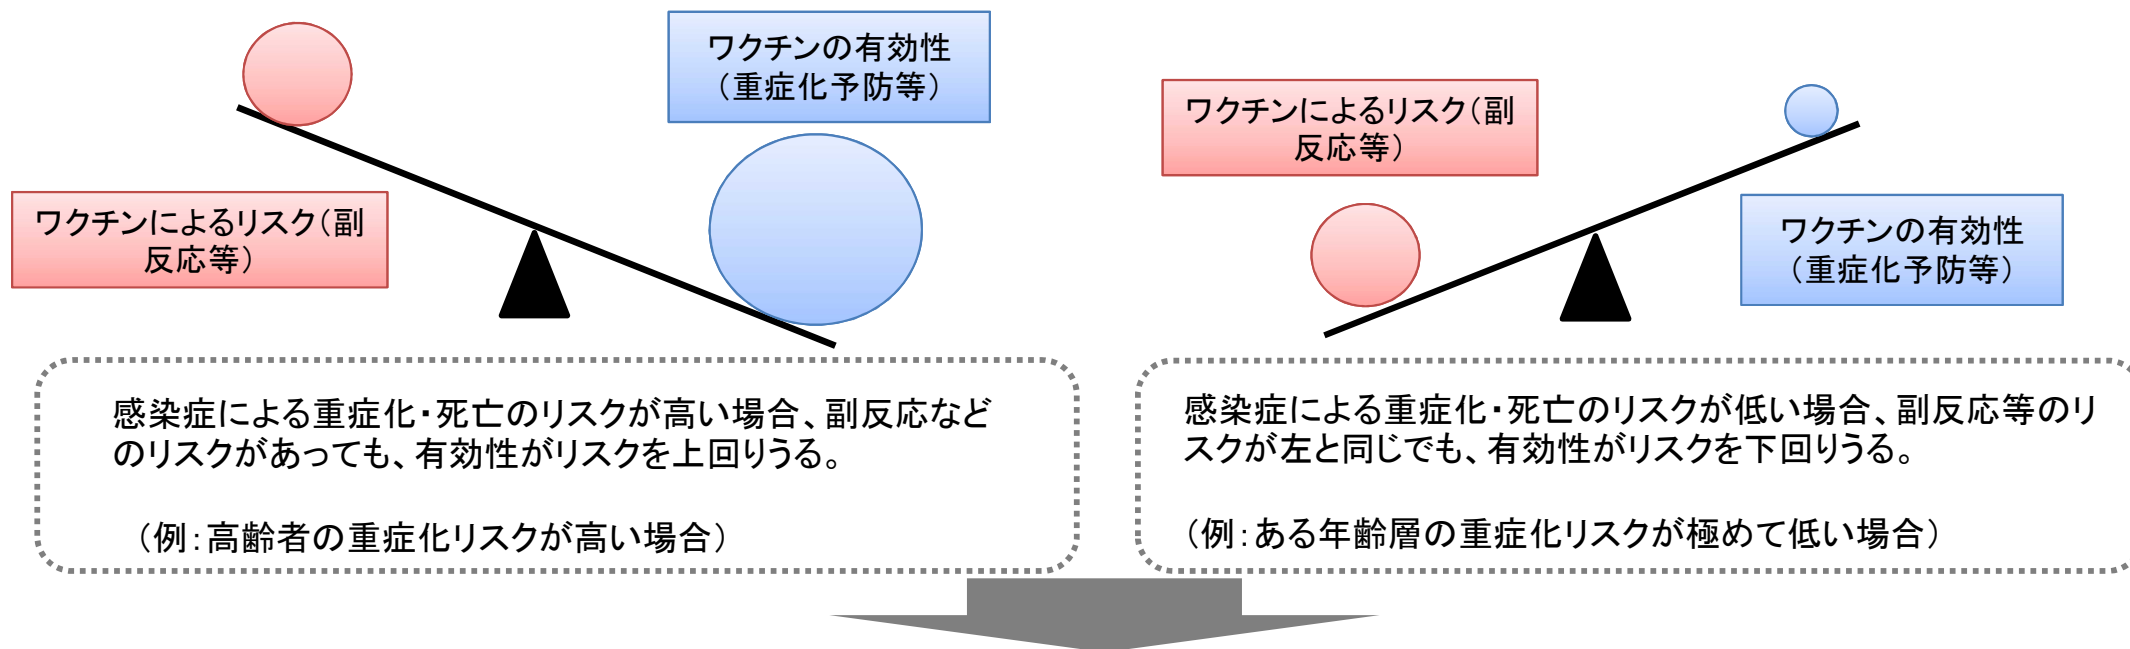 ワクチンの有効性
（重症化予防等）
ワクチンによるリスク（副
反応等）
感染症による重症化・死亡のリスクが高い場合、副反応など
のリスクがあっても、有効性がリスクを上回りうる。
（例：高齢者の重症化リスクが高い場合）
ワクチンによるリスク（副
反応等）
ワクチンの有効性
（重症化予防等）
感染症による重症化・死亡のリスクが低い場合、副反応等のリ
スクが左と同じでも、有効性がリスクを下回りうる。
（例：ある年齢層の重症化リスクが極めて低い場合）